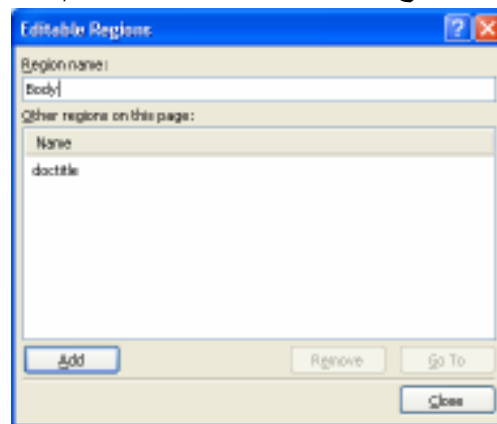 Editable Regions
Region name:
Body
Other regions on this page:
Name
doctitle
Add
Remove
Go To
Close